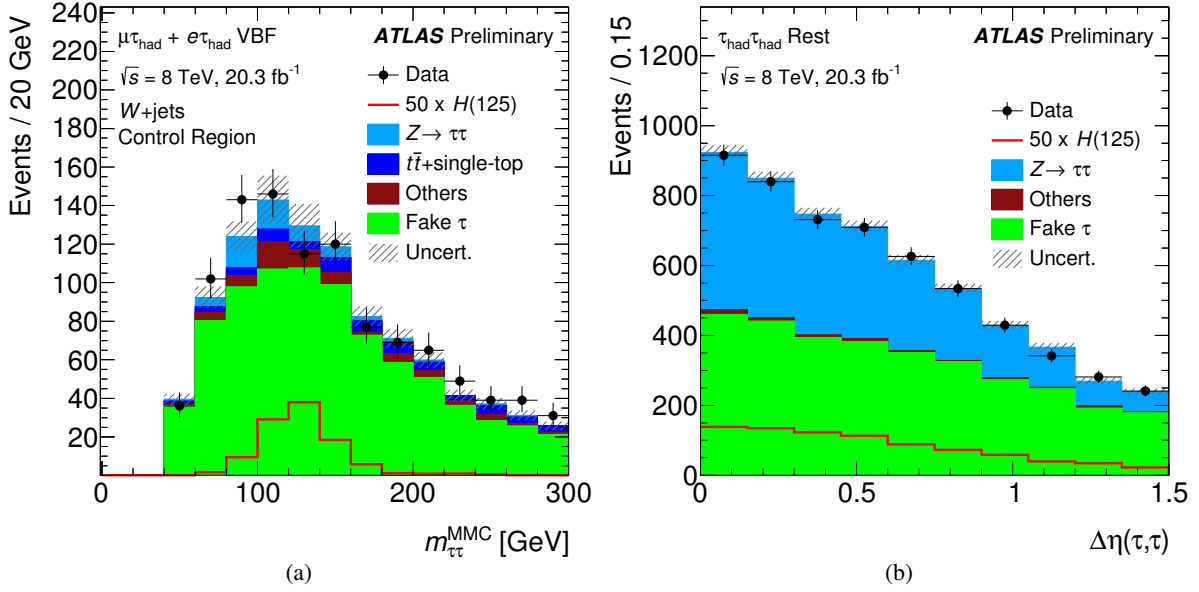 μτhad + eτhad VBF
ATLAS Preliminary
√s = 8 TeV, 20.3 fb⁻¹
W+jets
Control Region
Data
50 x H(125)
Z→ ττ
tt̄+single-top
Others
Fake τ
Uncert.
Events / 20 GeV
240
220
200
180
160
140
120
100
80
60
40
20
0 100 200 300
mττMMC [GeV]
(a)
τhadτhad Rest
ATLAS Preliminary
√s = 8 TeV, 20.3 fb⁻¹
Data
50 x H(125)
Z→ ττ
Others
Fake τ
Uncert.
Events / 0.15
1200
1000
800
600
400
200
0
0 0.5 1 1.5
Δη(τ,τ)
(b)